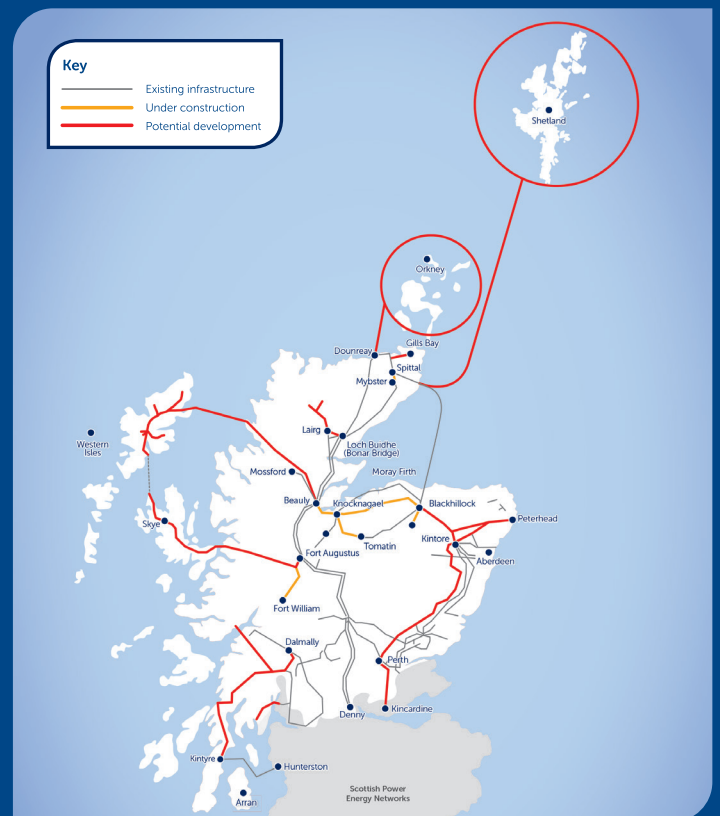 Key
Existing infrastructure
Under construction
Potential development
Shetland
Orkney
Gills Bay
Dounreay
Spittal
Mybster
Lairg
Loch Buidhe
(Bonar Bridge)
Western
Isles
Mossford
Moray Firth
Beauly
Knocknagael
Blackhillock
Skye
Peterhead
Kintore
Tomatin
Fort Augustus
Aberdeen
Fort William
Dalmally
Perth
Denny
Kincardine
Kintyre
Hunterston
Scottish Power
Energy Networks
Arran